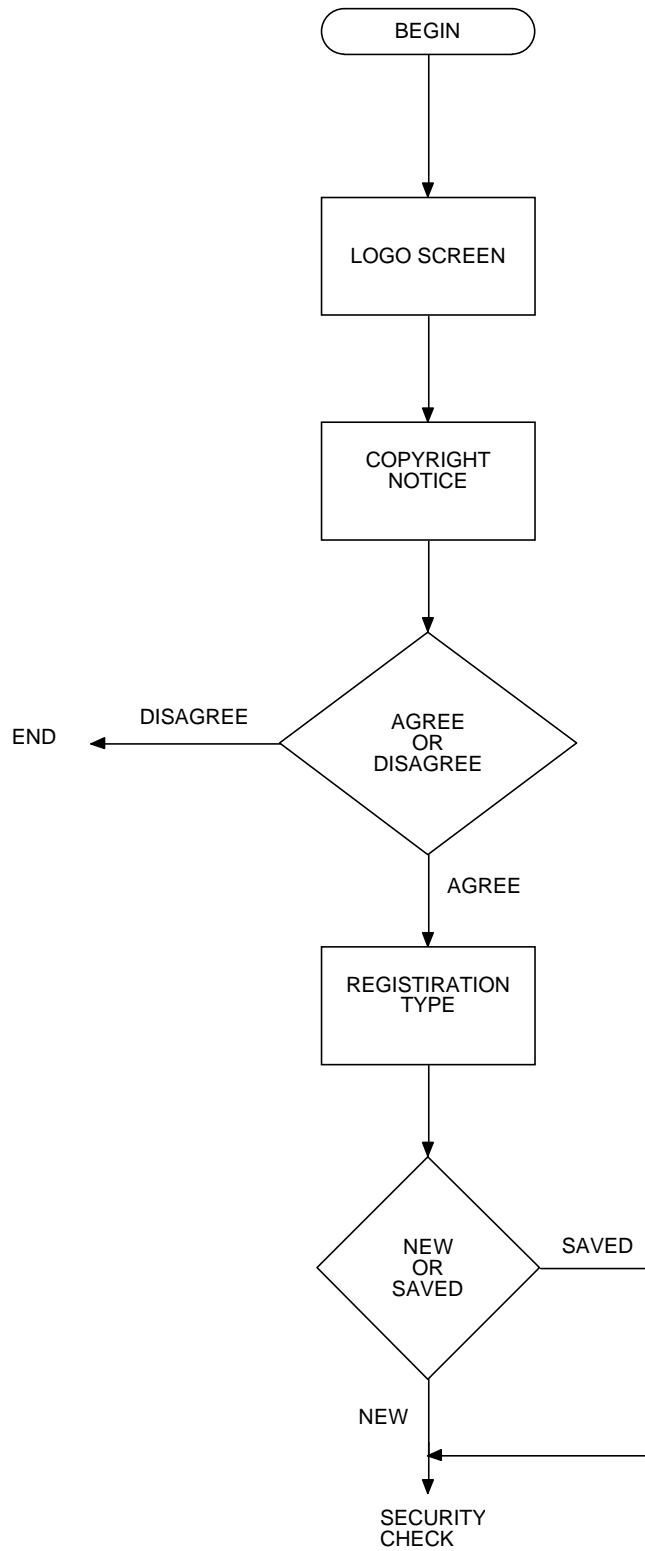 BEGIN
LOGO SCREEN
COPYRIGHT
NOTICE
AGREE
OR
DISAGREE
DISAGREE
END
AGREE
REGISTIRATION
TYPE
NEW
OR
SAVED
SAVED
NEW
SECURITY
CHECK